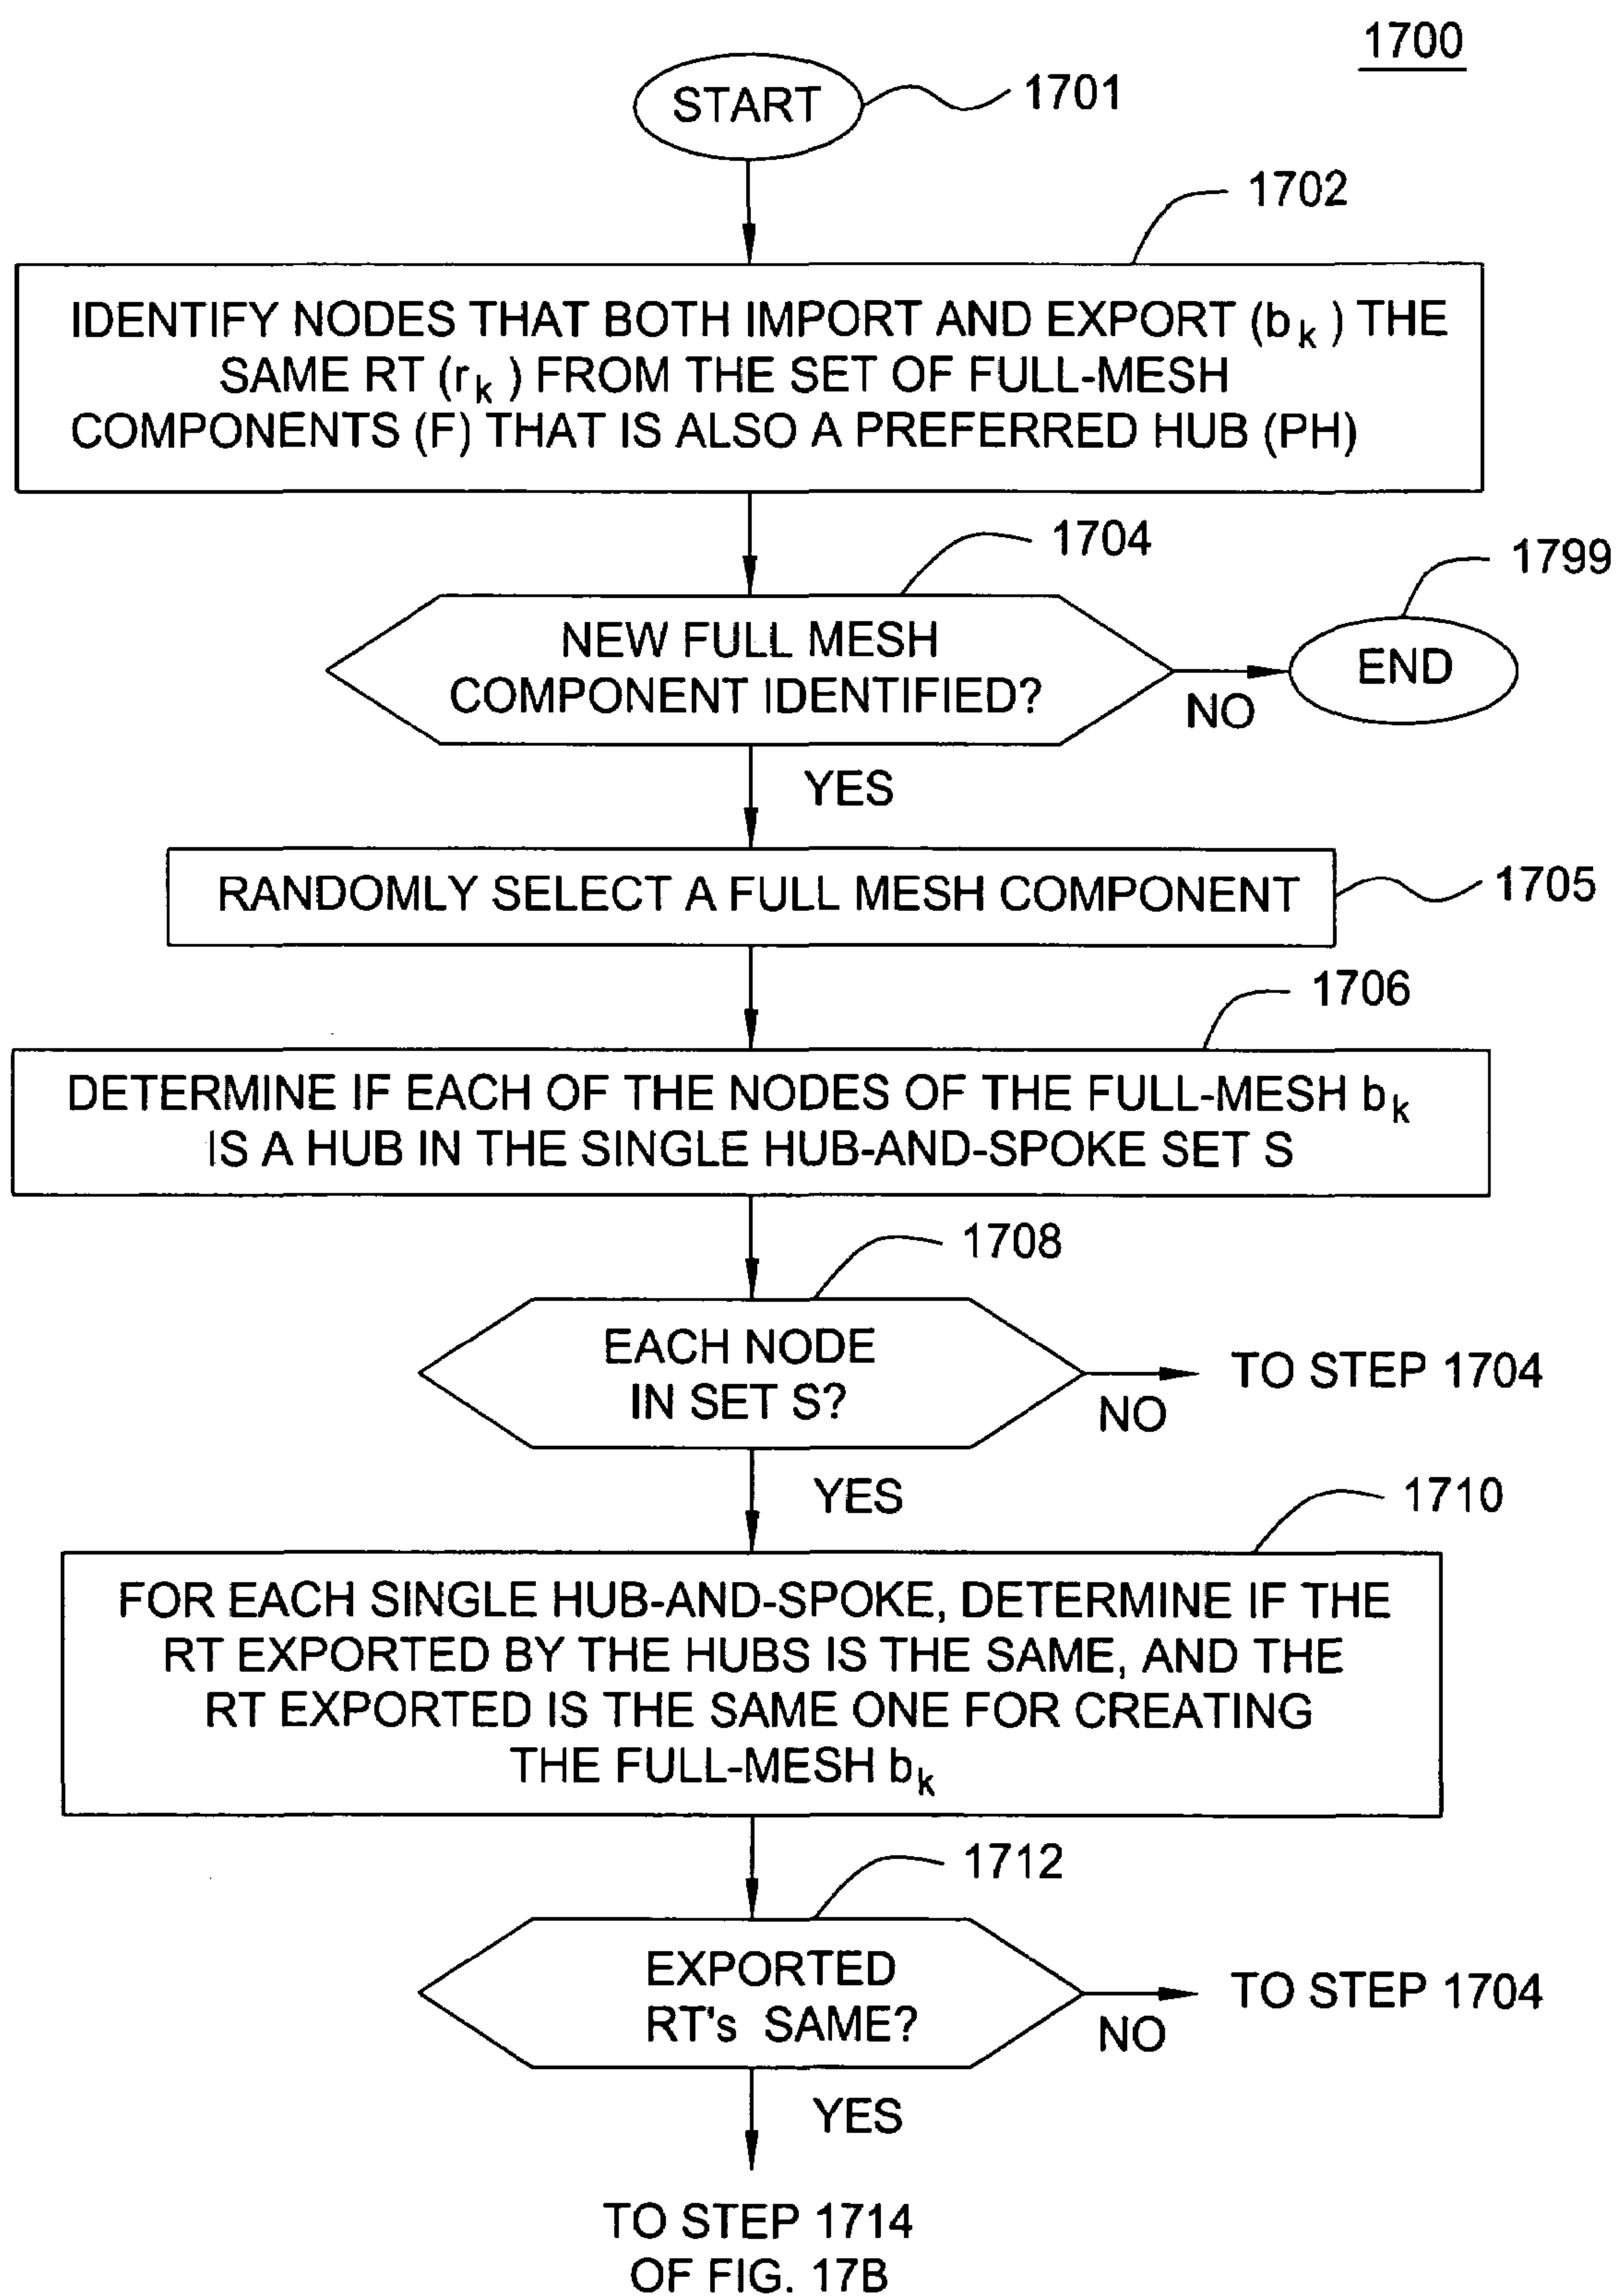 1700
START
1701
1702
IDENTIFY NODES THAT BOTH IMPORT AND EXPORT (bk) THE
SAME RT (rk) FROM THE SET OF FULL-MESH
COMPONENTS (F) THAT IS ALSO A PREFERRED HUB (PH)
1704
1799
NEW FULL MESH
COMPONENT IDENTIFIED?
END
NO
YES
RANDOMLY SELECT A FULL MESH COMPONENT
1705
1706
DETERMINE IF EACH OF THE NODES OF THE FULL-MESH bk
IS A HUB IN THE SINGLE HUB-AND-SPOKE SET S
1708
EACH NODE
IN SET S?
TO STEP 1704
NO
YES
1710
FOR EACH SINGLE HUB-AND-SPOKE, DETERMINE IF THE
RT EXPORTED BY THE HUBS IS THE SAME, AND THE
RT EXPORTED IS THE SAME ONE FOR CREATING
THE FULL-MESH bk
1712
EXPORTED
RT's SAME?
TO STEP 1704
NO
YES
TO STEP 1714
OF FIG. 17B